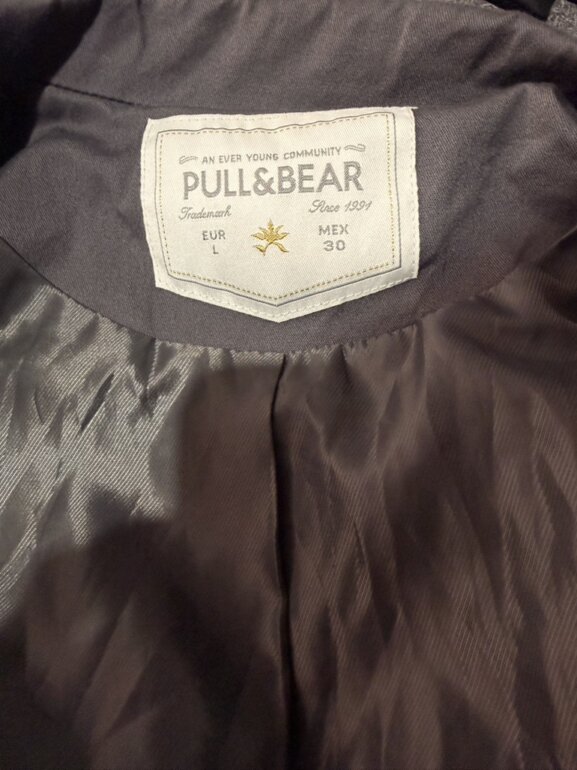 AN EVER YOUNG COMMUNITY
PULL&BEAR
Trademark Since 1991
EUR MEX
L 30